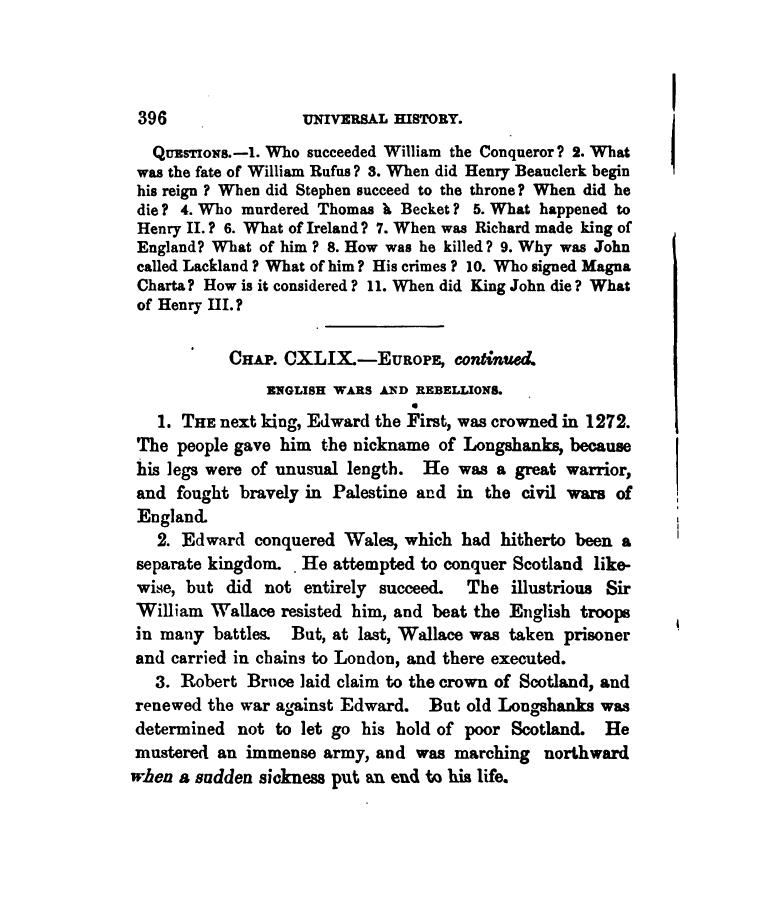 396 UNIVERSAL HISTORY.
QUESTIONS.—1. Who succeeded William the Conqueror? 2. What
was the fate of William Rufus? 3. When did Henry Beauclerk begin
his reign? When did Stephen succeed to the throne? When did he
die? 4. Who murdered Thomas à Becket? 5. What happened to
Henry II.? 6. What of Ireland? 7. When was Richard made king of
England? What of him? 8. How was he killed? 9. Why was John
called Lackland? What of him? His crimes? 10. Who signed Magna
Charta? How is it considered? 11. When did King John die? What
of Henry III.?
CHAP. CXLIX.—EUROPE, continued.
ENGLISH WARS AND REBELLIONS.
1. THE next king, Edward the First, was crowned in 1272.
The people gave him the nickname of Longshanks, because
his legs were of unusual length. He was a great warrior,
and fought bravely in Palestine and in the civil wars of
England.
2. Edward conquered Wales, which had hitherto been a
separate kingdom. He attempted to conquer Scotland like-
wise, but did not entirely succeed. The illustrious Sir
William Wallace resisted him, and beat the English troops
in many battles. But, at last, Wallace was taken prisoner
and carried in chains to London, and there executed.
3. Robert Bruce laid claim to the crown of Scotland, and
renewed the war against Edward. But old Longshanks was
determined not to let go his hold of poor Scotland. He
mustered an immense army, and was marching northward
when a sudden sickness put an end to his life.